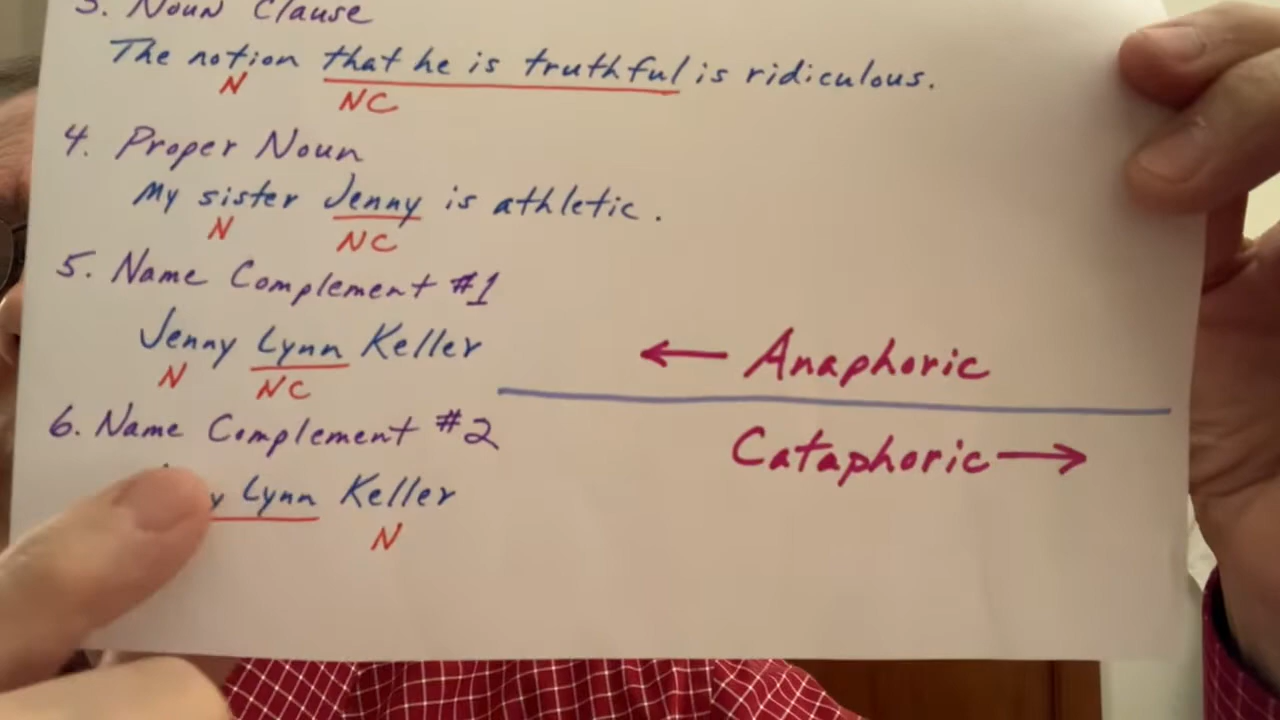 3. Noun Clause
The notion that he is truthful is ridiculous.
N NC
4. Proper Noun
My sister Jenny is athletic.
N NC
5. Name Complement #1
Jenny Lynn Keller
N NC
← Anaphoric
6. Name Complement #2
Cataphoric →
y Lynn Keller
N